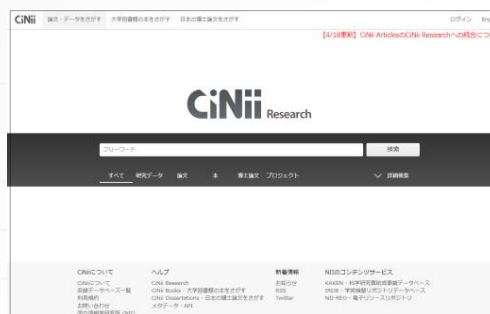 CiNii 論文・データをさがす 大学図書館の本をさがす 日本の博士論文をさがす ログイン Eng
【4/18更新】CiNii ArticlesのCiNii Researchへの統合につ
CiNii Research
フリーワード 検索
すべて 研究データ 論文 本 博士論文 プロジェクト 詳細検索
CiNiiについて ヘルプ 新着情報 NIIのコンテンツサービス
CiNiiについて CiNii Research お知らせ KAKEN - 科学研究費助成事業データベース
収録データベース一覧 CiNii Books - 大学図書館の本をさがす RSS IRDB - 学術機関リポジトリデータベース
利用規約 CiNii Dissertations - 日本の博士論文をさがす Twitter NII-REO - 電子リソースリポジトリ
お問い合わせ メタデータ・API
国立情報学研究所 (NII)